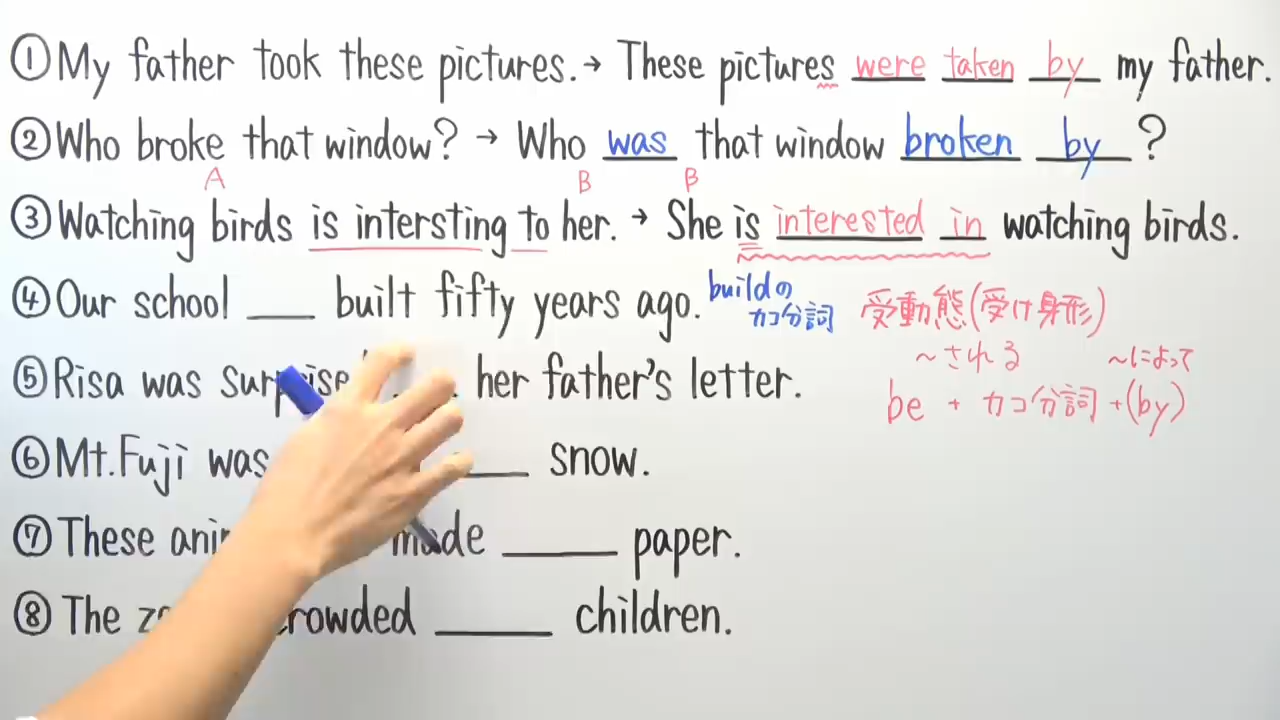 ①My father took these pictures.→ These pictures were taken by my father.
②Who broke that window? → Who was that window broken by ?
A B B
③Watching birds is intersting to her. → She is interested in watching birds.
④Our school ___ built fifty years ago. buildの
カコ分詞
受動態(受け身形)
~される ~によって
be + カコ分詞 +(by)
⑤Risa was surprise her father's letter.
⑥Mt.Fuji was ___ snow.
⑦These made ___ paper.
⑧The crowded ___ children.